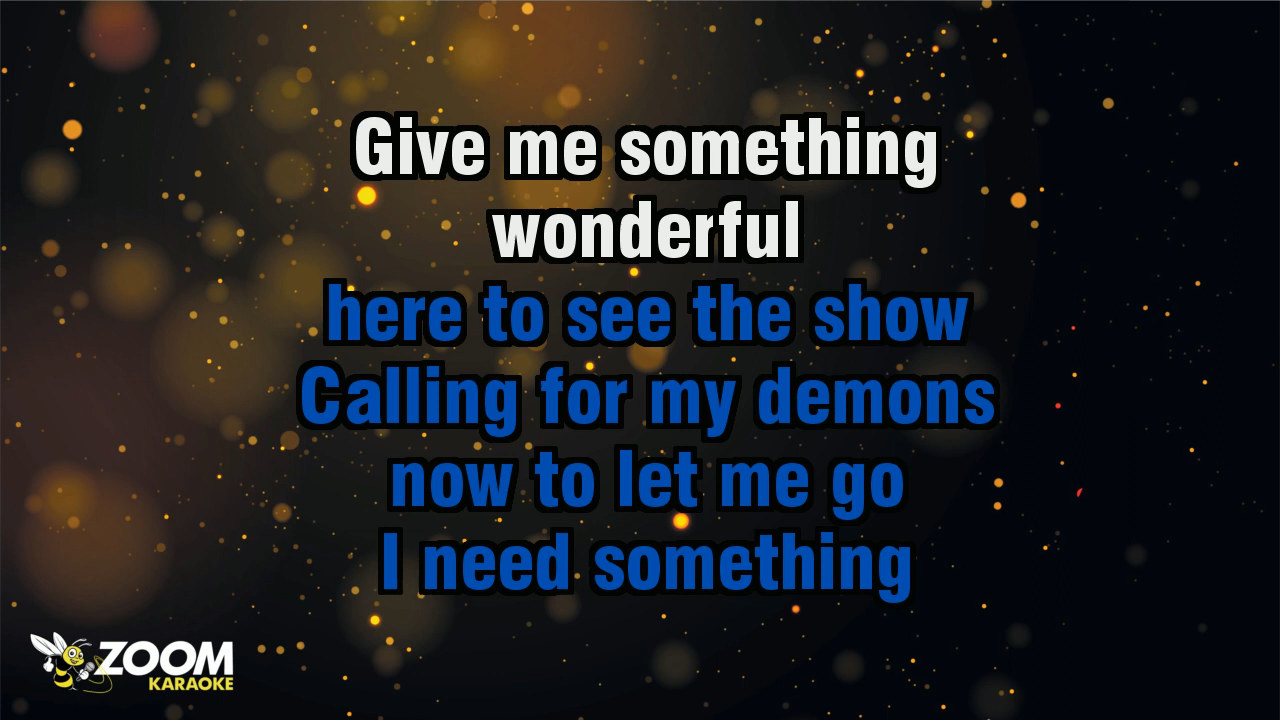 Give me something
wonderful
here to see the show
Calling for my demons
now to let me go
I need something
ZOOM
KARAOKE